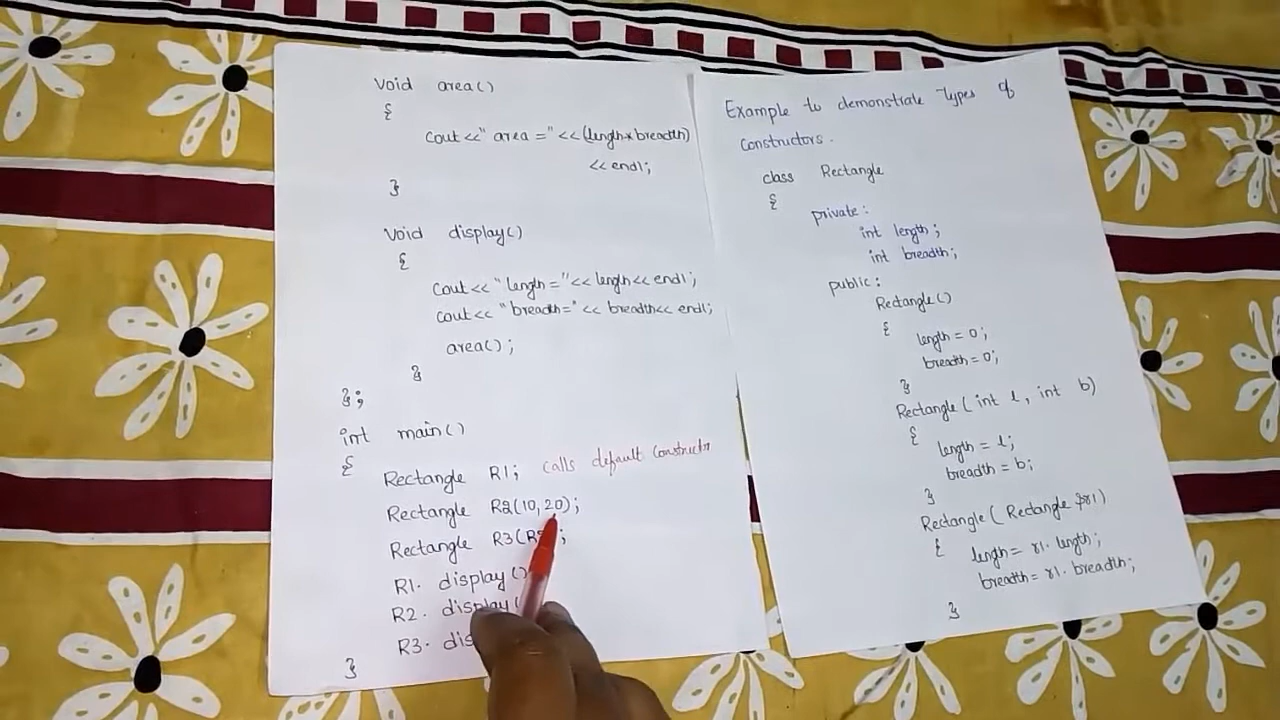 Example to demonstrate Types of
Constructors.
class Rectangle
{
private:
int length;
int breadth;
public:
Rectangle()
{
length = 0;
breadth = 0;
}
Rectangle(int l, int b)
{
length = l;
breadth = b;
}
Rectangle(Rectangle &r1)
{
length = r1.length;
breadth = r1.breadth;
}
Void area()
{
cout<<"area ="<<(length*breadth)
<<endl;
}
Void display()
{
cout<<"length="<<length<<endl;
cout<<"breadth="<<breadth<<endl;
area();
}
};
int main()
{
Rectangle R1; calls default Constructr
Rectangle R2(10,20);
Rectangle R3(
R1. display()
R2. display(
R3.
}